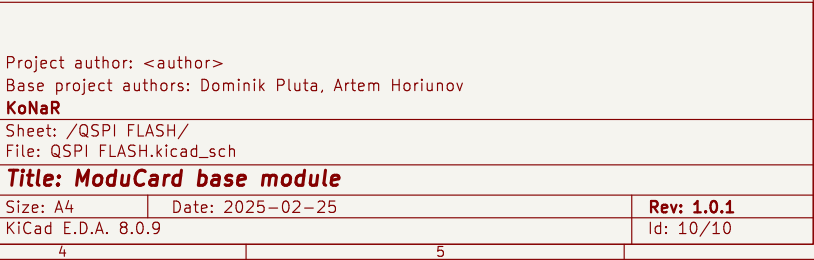 Project author: <author>
Base project authors: Dominik Pluta, Artem Horiunov
KoNaR
Sheet: /QSPI FLASH/
File: QSPI FLASH.kicad_sch
Title: ModuCard base module
Size: A4 Date: 2025-02-25 Rev: 1.0.1
KiCad E.D.A. 8.0.9 Id: 10/10
4 5